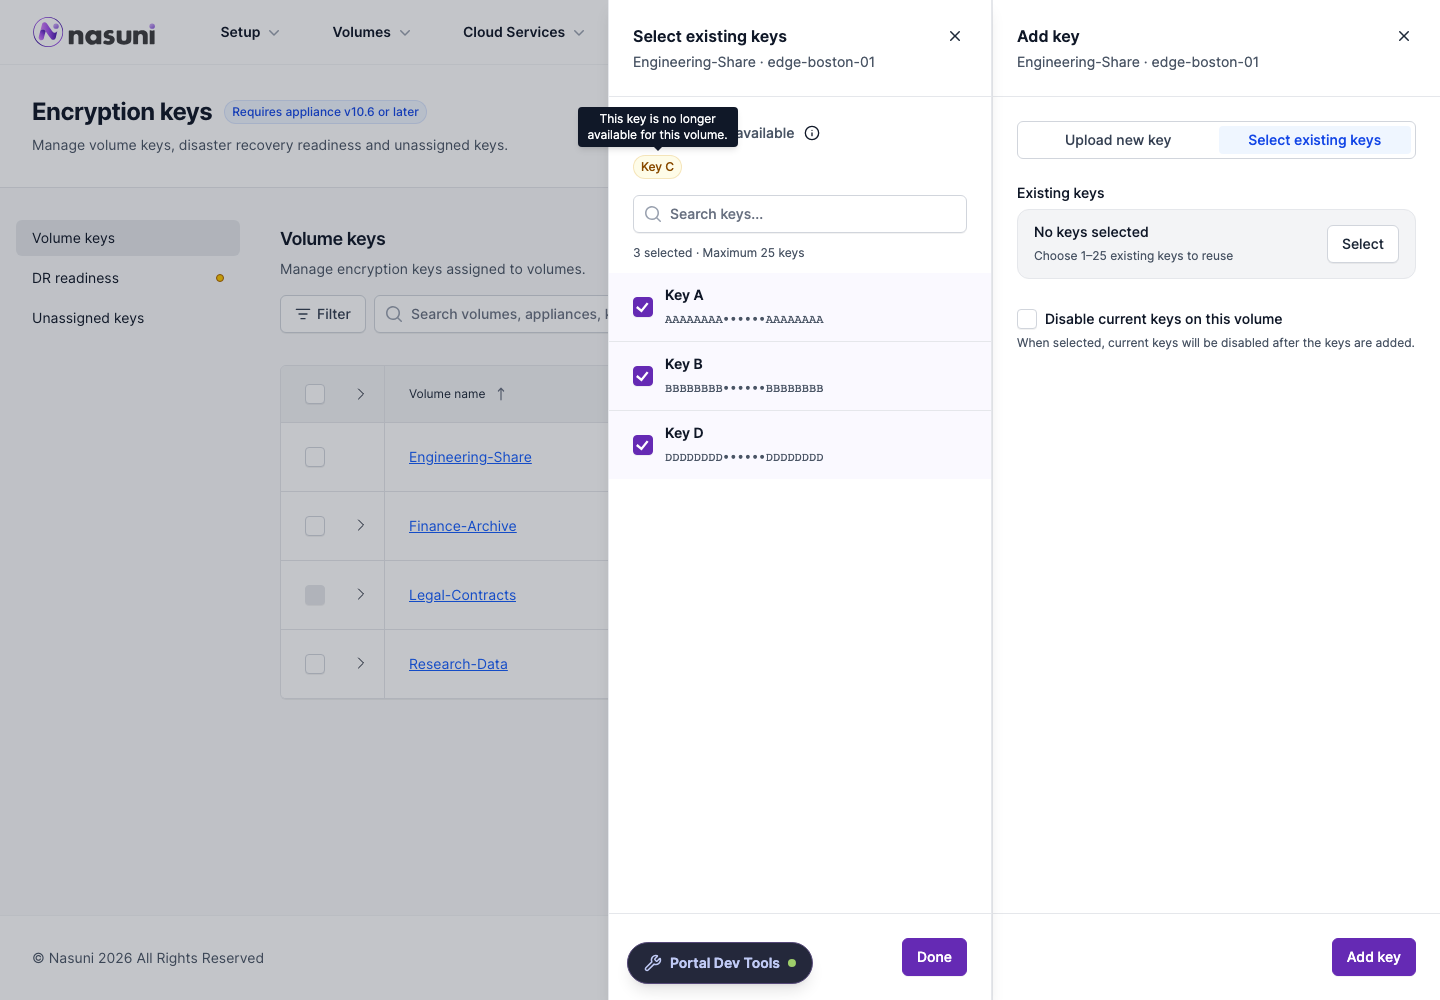 nasuni
Setup
Volumes
Cloud Services
Encryption keys
Requires appliance v10.6 or later
Manage volume keys, disaster recovery readiness and unassigned keys.
Volume keys
DR readiness
Unassigned keys
Volume keys
Manage encryption keys assigned to volumes.
Filter
Search volumes, appliances,
Volume name
Engineering-Share
Finance-Archive
Legal-Contracts
Research-Data
© Nasuni 2026 All Rights Reserved
Select existing keys
Engineering-Share · edge-boston-01
This key is no longer
available for this volume.
available
Key C
Search keys...
3 selected · Maximum 25 keys
Key A
AAAAAAAA••••••AAAAAAAA
Key B
BBBBBBBB••••••BBBBBBBB
Key D
DDDDDDDD••••••DDDDDDDD
Portal Dev Tools
Done
Add key
Engineering-Share · edge-boston-01
Upload new key
Select existing keys
Existing keys
No keys selected
Choose 1–25 existing keys to reuse
Select
Disable current keys on this volume
When selected, current keys will be disabled after the keys are added.
Add key